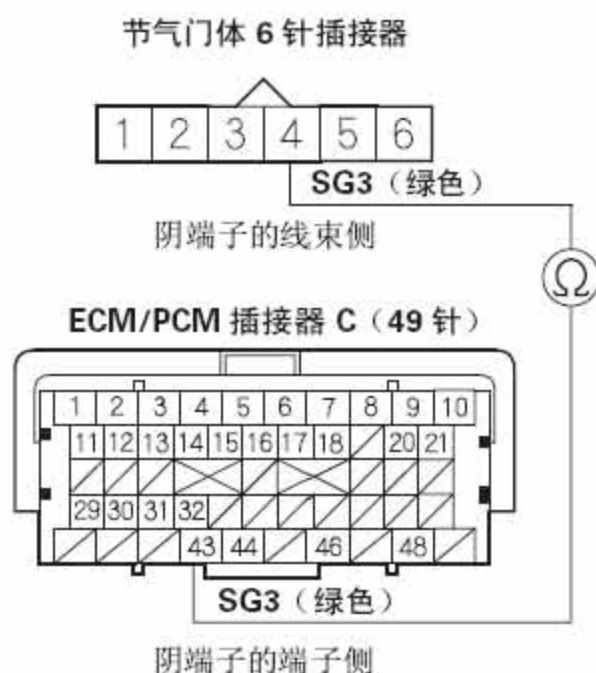 节气门体 6 针插接器
1 2 3 4 5 6
SG3（绿色）
阴端子的线束侧
Ω
ECM/PCM 插接器 C（49 针）
1 2 3 4 5 6 7 8 9 10
11 12 13 14 15 16 17 18 20 21
29 30 31 32
43 44 46 48
SG3（绿色）
阴端子的端子侧